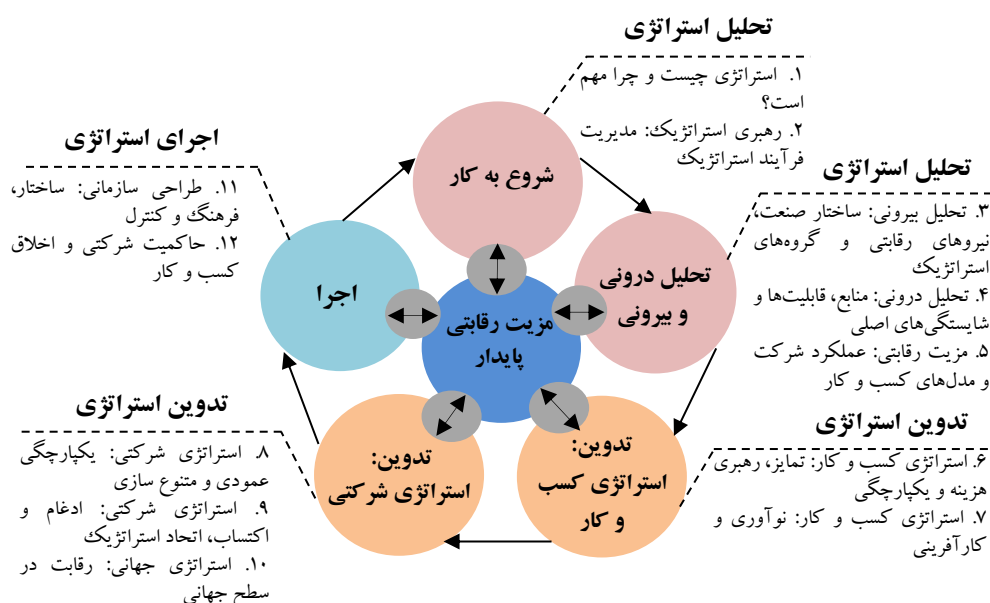 تحلیل استراتژی
۱. استراتژی چیست و چرا مهم
است؟
۲. رهبری استراتژیک: مدیریت
فرآیند استراتژیک
شروع به کار
تحلیل استراتژی
۳. تحلیل بیرونی: ساختار صنعت،
نیروهای رقابتی و گروه‌های
استراتژیک
۴. تحلیل درونی: منابع، قابلیت‌ها و
شایستگی‌های اصلی
۵. مزیت رقابتی: عملکرد شرکت
و مدل‌های کسب و کار
تحلیل درونی
و بیرونی
تدوین استراتژی
۶. استراتژی کسب و کار: تمایز، رهبری
هزینه و یکپارچگی
۷. استراتژی کسب و کار: نوآوری و
کارآفرینی
تدوین:
استراتژی کسب
و کار
تدوین استراتژی
۸. استراتژی شرکتی: یکپارچگی
عمودی و متنوع سازی
۹. استراتژی شرکتی: ادغام و
اکتساب، اتحاد استراتژیک
۱۰. استراتژی جهانی: رقابت در
سطح جهانی
تدوین:
استراتژی شرکتی
اجرای استراتژی
۱۱. طراحی سازمانی: ساختار،
فرهنگ و کنترل
۱۲. حاکمیت شرکتی و اخلاق
کسب و کار
اجرا
مزیت رقابتی
پایدار